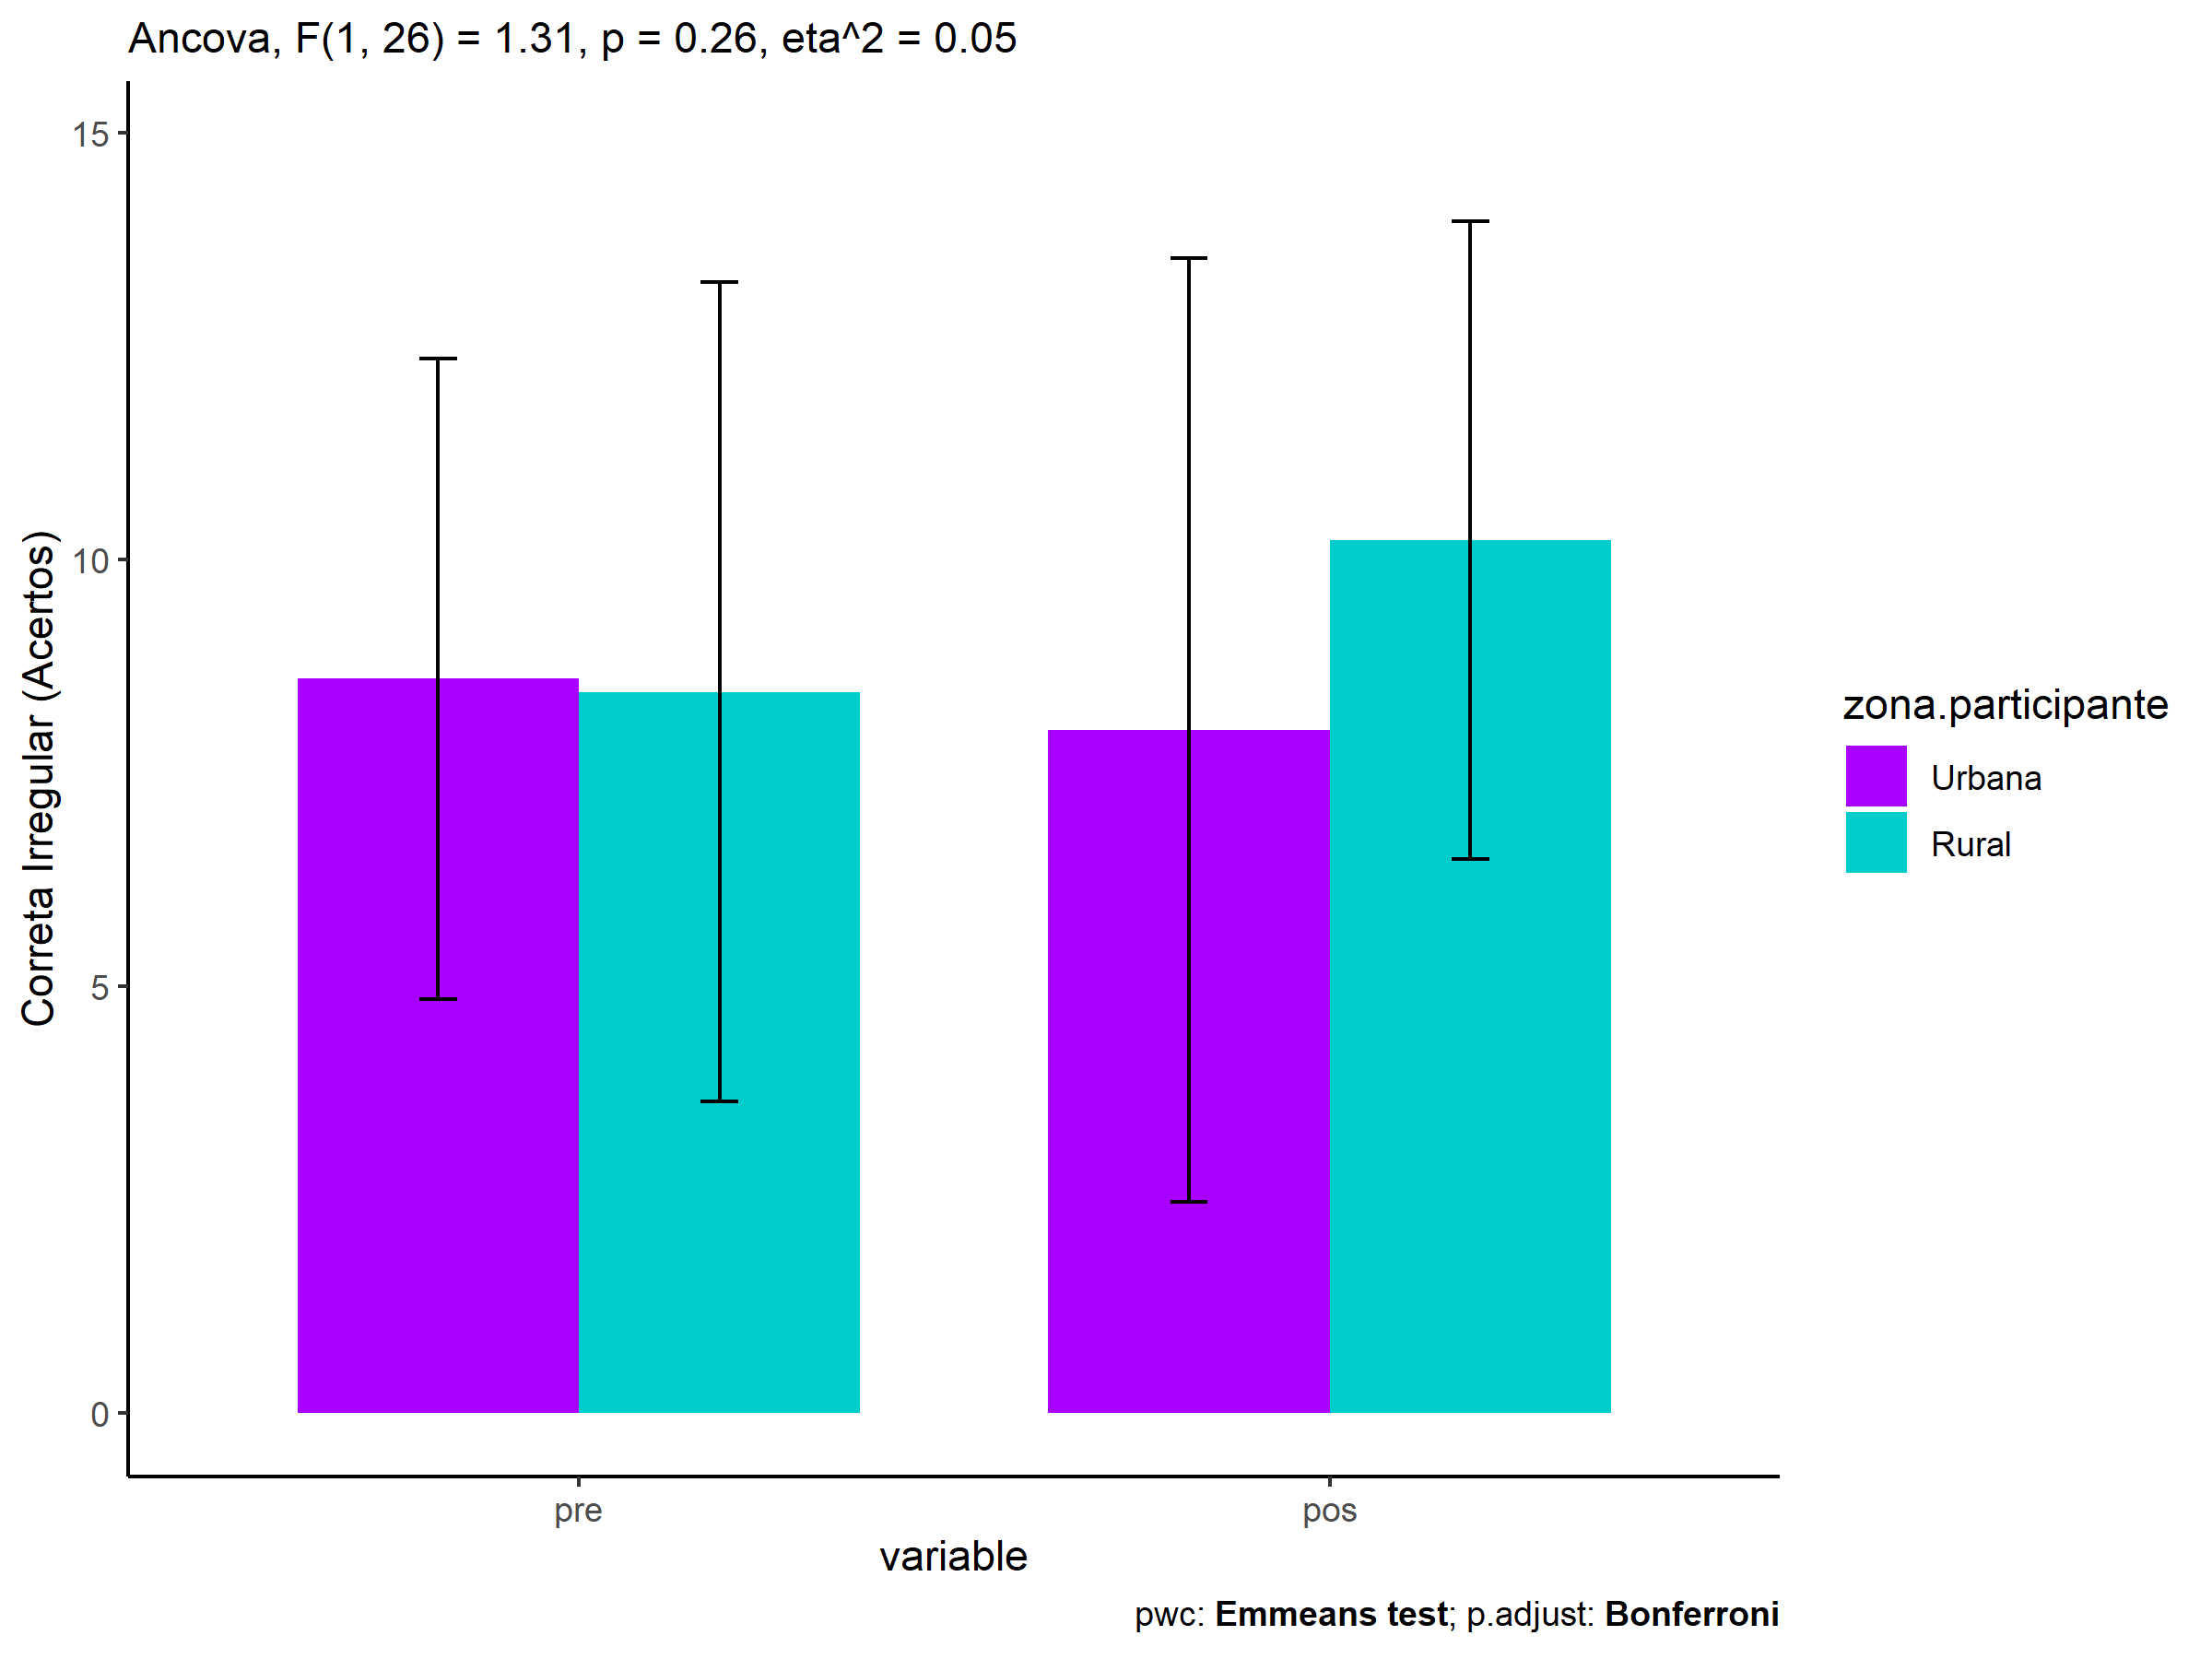 Ancova, F(1, 26) = 1.31, p = 0.26, eta^2 = 0.05
15
10
5
0
Correta Irregular (Acertos)
pre
pos
variable
zona.participante
Urbana
Rural
pwc: Emmeans test; p.adjust: Bonferroni